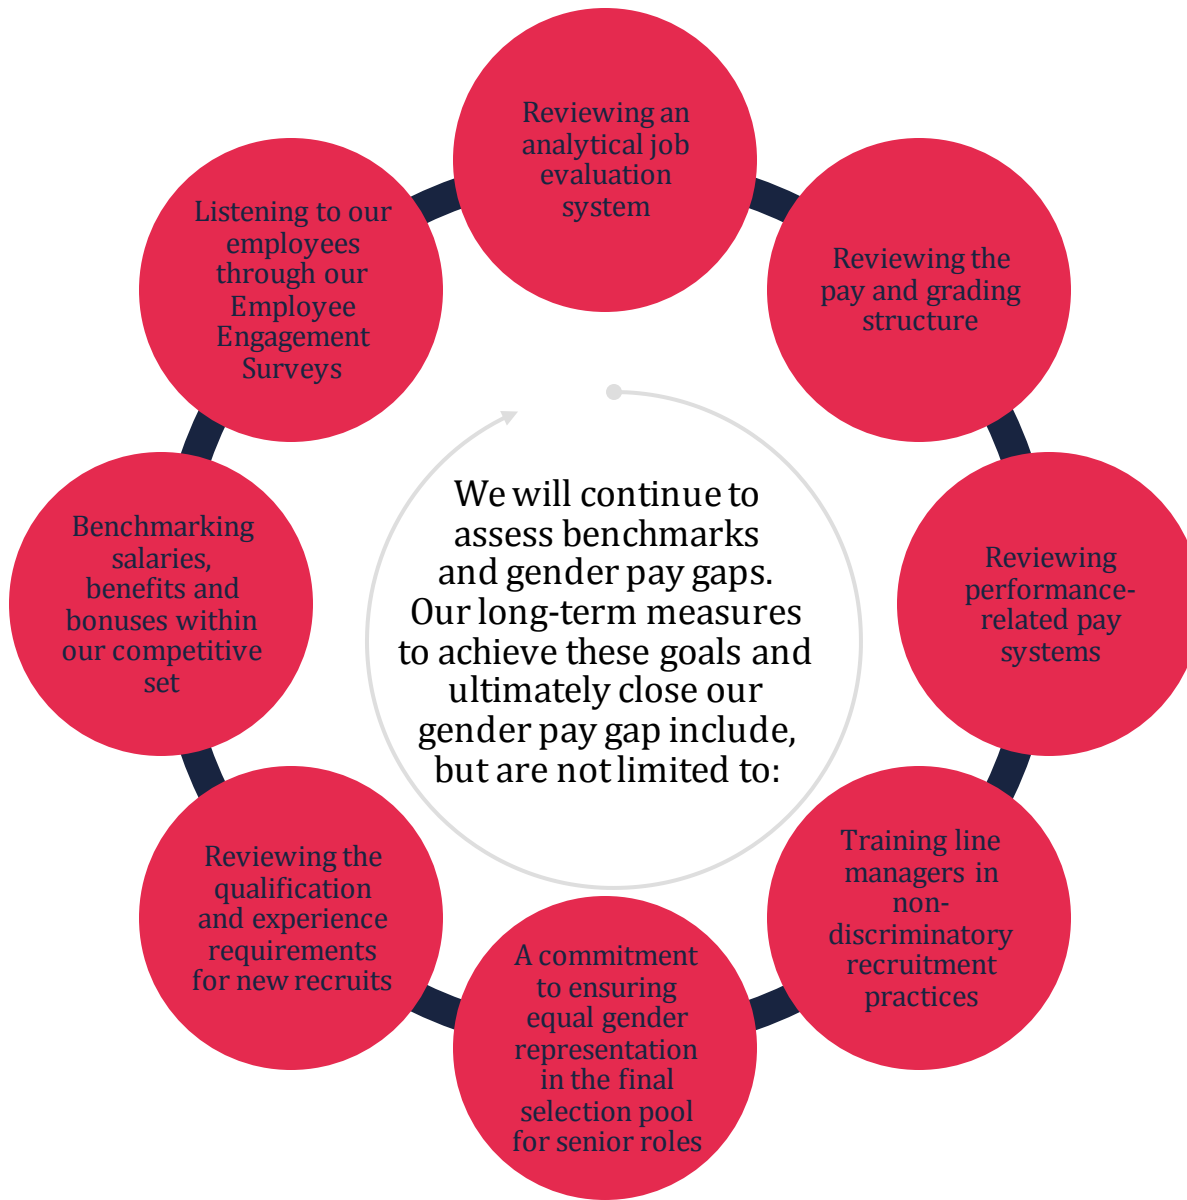 Reviewing an
analytical job
evaluation
system
Reviewing the
pay and grading
structure
Reviewing
performance-
related pay
systems
Training line
managers in
non-
discriminatory
recruitment
practices
A commitment
to ensuring
equal gender
representation
in the final
selection pool
for senior roles
Reviewing the
qualification
and experience
requirements
for new recruits
Benchmarking
salaries,
benefits and
bonuses within
our competitive
set
Listening to our
employees
through our
Employee
Engagement
Surveys
We will continue to
assess benchmarks
and gender pay gaps.
Our long-term measures
to achieve these goals and
ultimately close our
gender pay gap include,
but are not limited to: